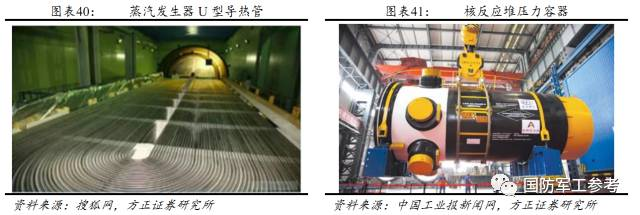 图表40： 蒸汽发生器 U 型导热管
图表41： 核反应堆压力容器
A
国防军工参考
资料来源：搜狐网，方正证券研究所
资料来源：中国工业报新闻网，方正证券研究所